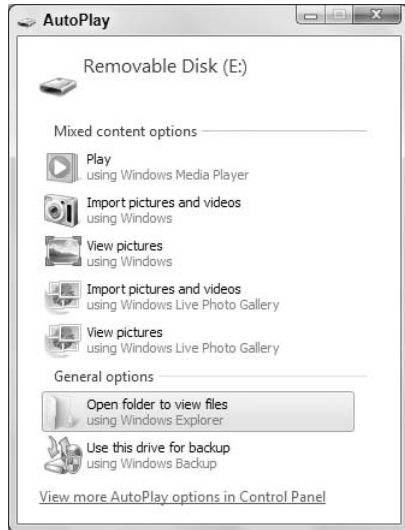 AutoPlay
Removable Disk (E:)
Mixed content options
Play
using Windows Media Player
Import pictures and videos
using Windows
View pictures
using Windows
Import pictures and videos
using Windows Live Photo Gallery
View pictures
using Windows Live Photo Gallery
General options
Open folder to view files
using Windows Explorer
Use this drive for backup
using Windows Backup
View more AutoPlay options in Control Panel